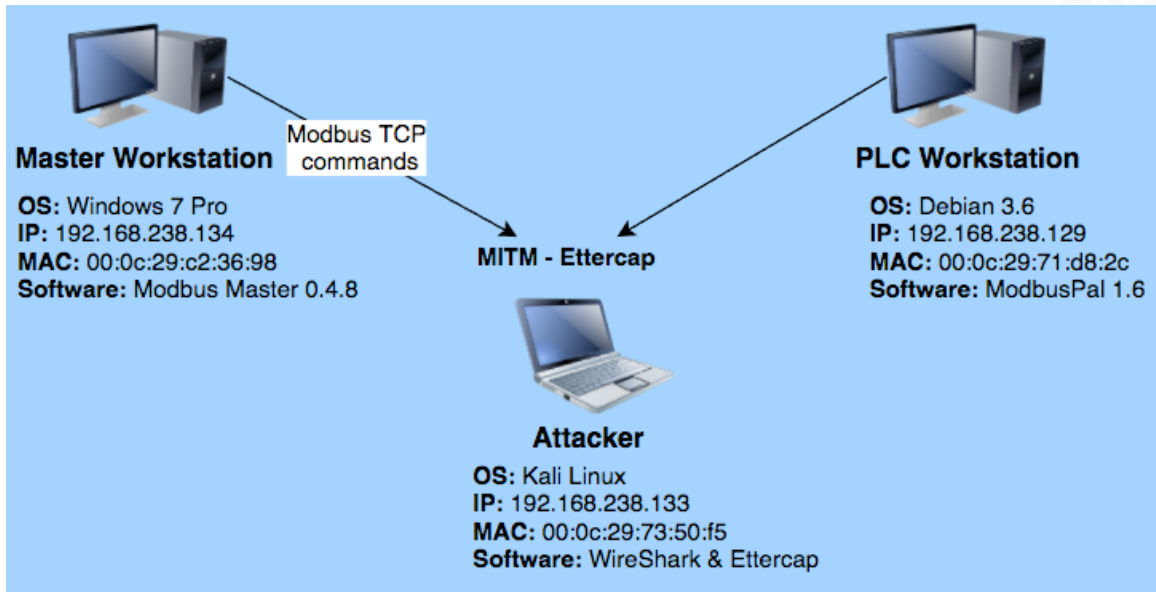 Modbus TCP
commands
Master Workstation
OS: Windows 7 Pro
IP: 192.168.238.134
MAC: 00:0c:29:c2:36:98
Software: Modbus Master 0.4.8
PLC Workstation
OS: Debian 3.6
IP: 192.168.238.129
MAC: 00:0c:29:71:d8:2c
Software: ModbusPal 1.6
MITM - Ettercap
Attacker
OS: Kali Linux
IP: 192.168.238.133
MAC: 00:0c:29:73:50:f5
Software: WireShark & Ettercap